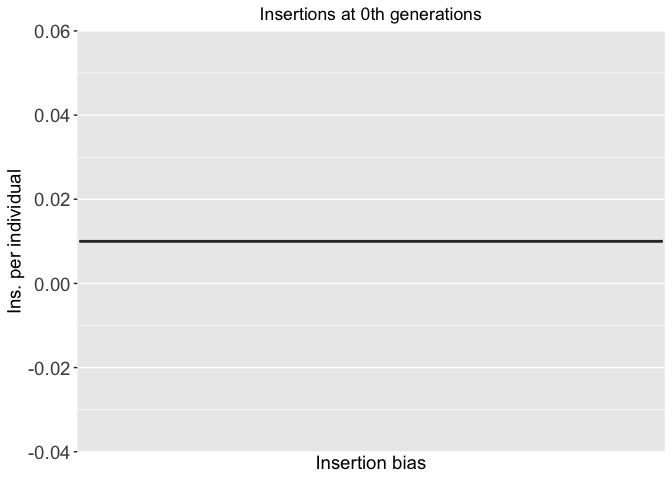 Insertions at 0th generations
0.06
0.04
0.02
0.00
-0.02
-0.04
Ins. per individual
Insertion bias